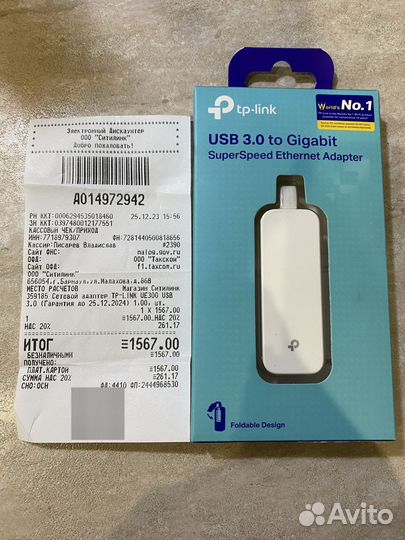 Электронный Дискаунтер
ООО "Ситилинк"
Добро пожаловать!
A014972942
РН ККТ:0006294535018460 25.12.23 15:56
ЗН ККТ:0397480012177551
КАССОВЫЙ ЧЕК/ПРИХОД
ИНН:7718979307 ФН:7281440500818656
Кассир:Писарев Владислав #2390
Сайт ФНС: nalog.gov.ru
ОФД: ООО "Такском"
Сайт ОФД: f1.taxcom.ru
ООО "Ситилинк"
656054,г.Барнаул,ул.Малахова,д.86В
МЕСТО РАСЧЕТОВ Магазин Ситилинк
359185 Сетевой адаптер TP-LINK UE300 USB
3.0 (Гарантия до 25.12.2024) 1.00, шт.
1 X 1567.00
1 ≡1567.00_НДС 20%
НДС 20% 261.17
ИТОГ ≡1567.00
БЕЗНАЛИЧНЫМИ ≡1567.00
ПОЛУЧЕНО:
ПЛАТ.КАРТОЙ ≡1567.00
СУММА НДС 20% ≡261.17
СНО:ОСН ФД:4410 ФП:2444968530
tp-link
World's No.1
USB 3.0 to Gigabit
SuperSpeed Ethernet Adapter
Foldable Design
Avito